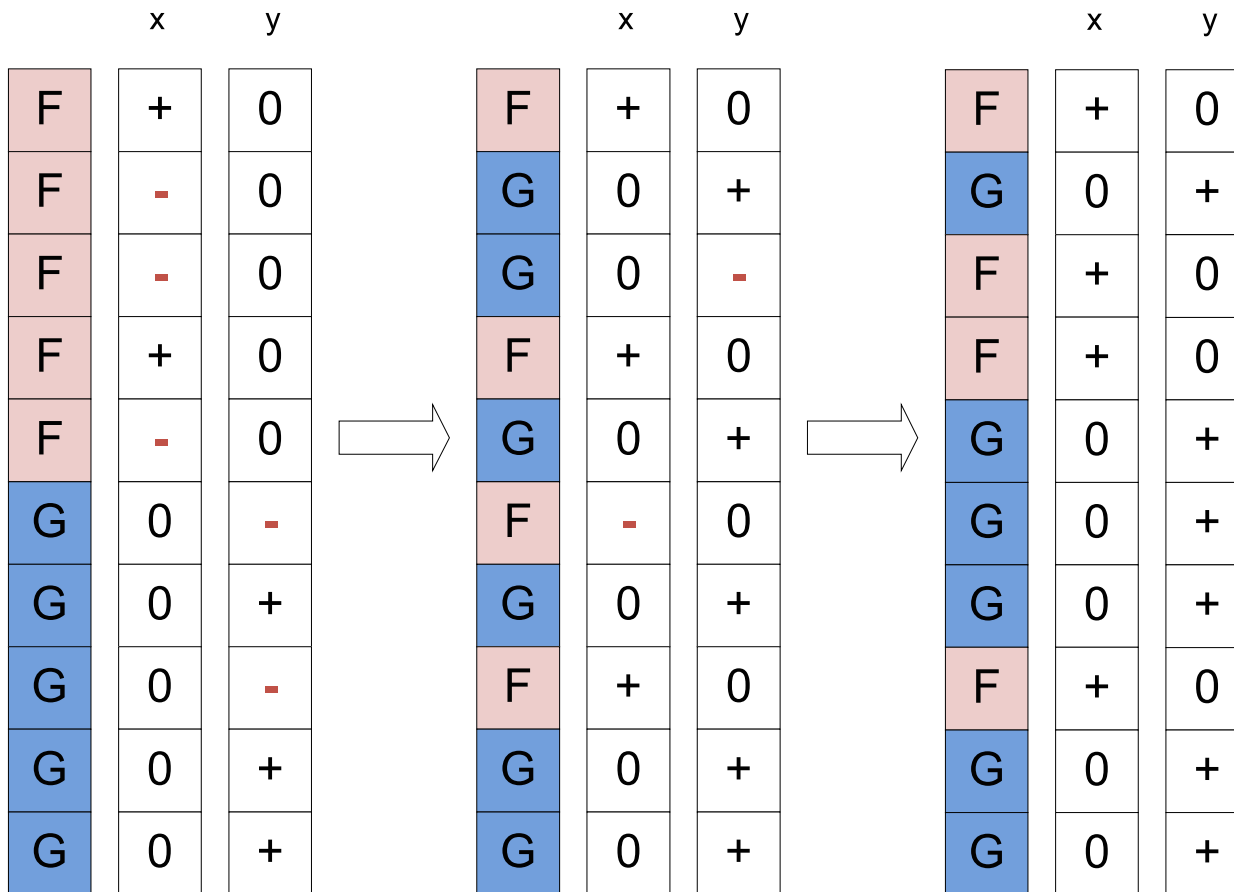 x y x y x y
F + 0 F + 0 F + 0
F - 0 G 0 + G 0 +
F - 0 G 0 - F + 0
F + 0 F + 0 F + 0
F - 0 G 0 + G 0 +
G 0 - F - 0 G 0 +
G 0 + G 0 + G 0 +
G 0 - F + 0 F + 0
G 0 + G 0 + G 0 +
G 0 + G 0 + G 0 +